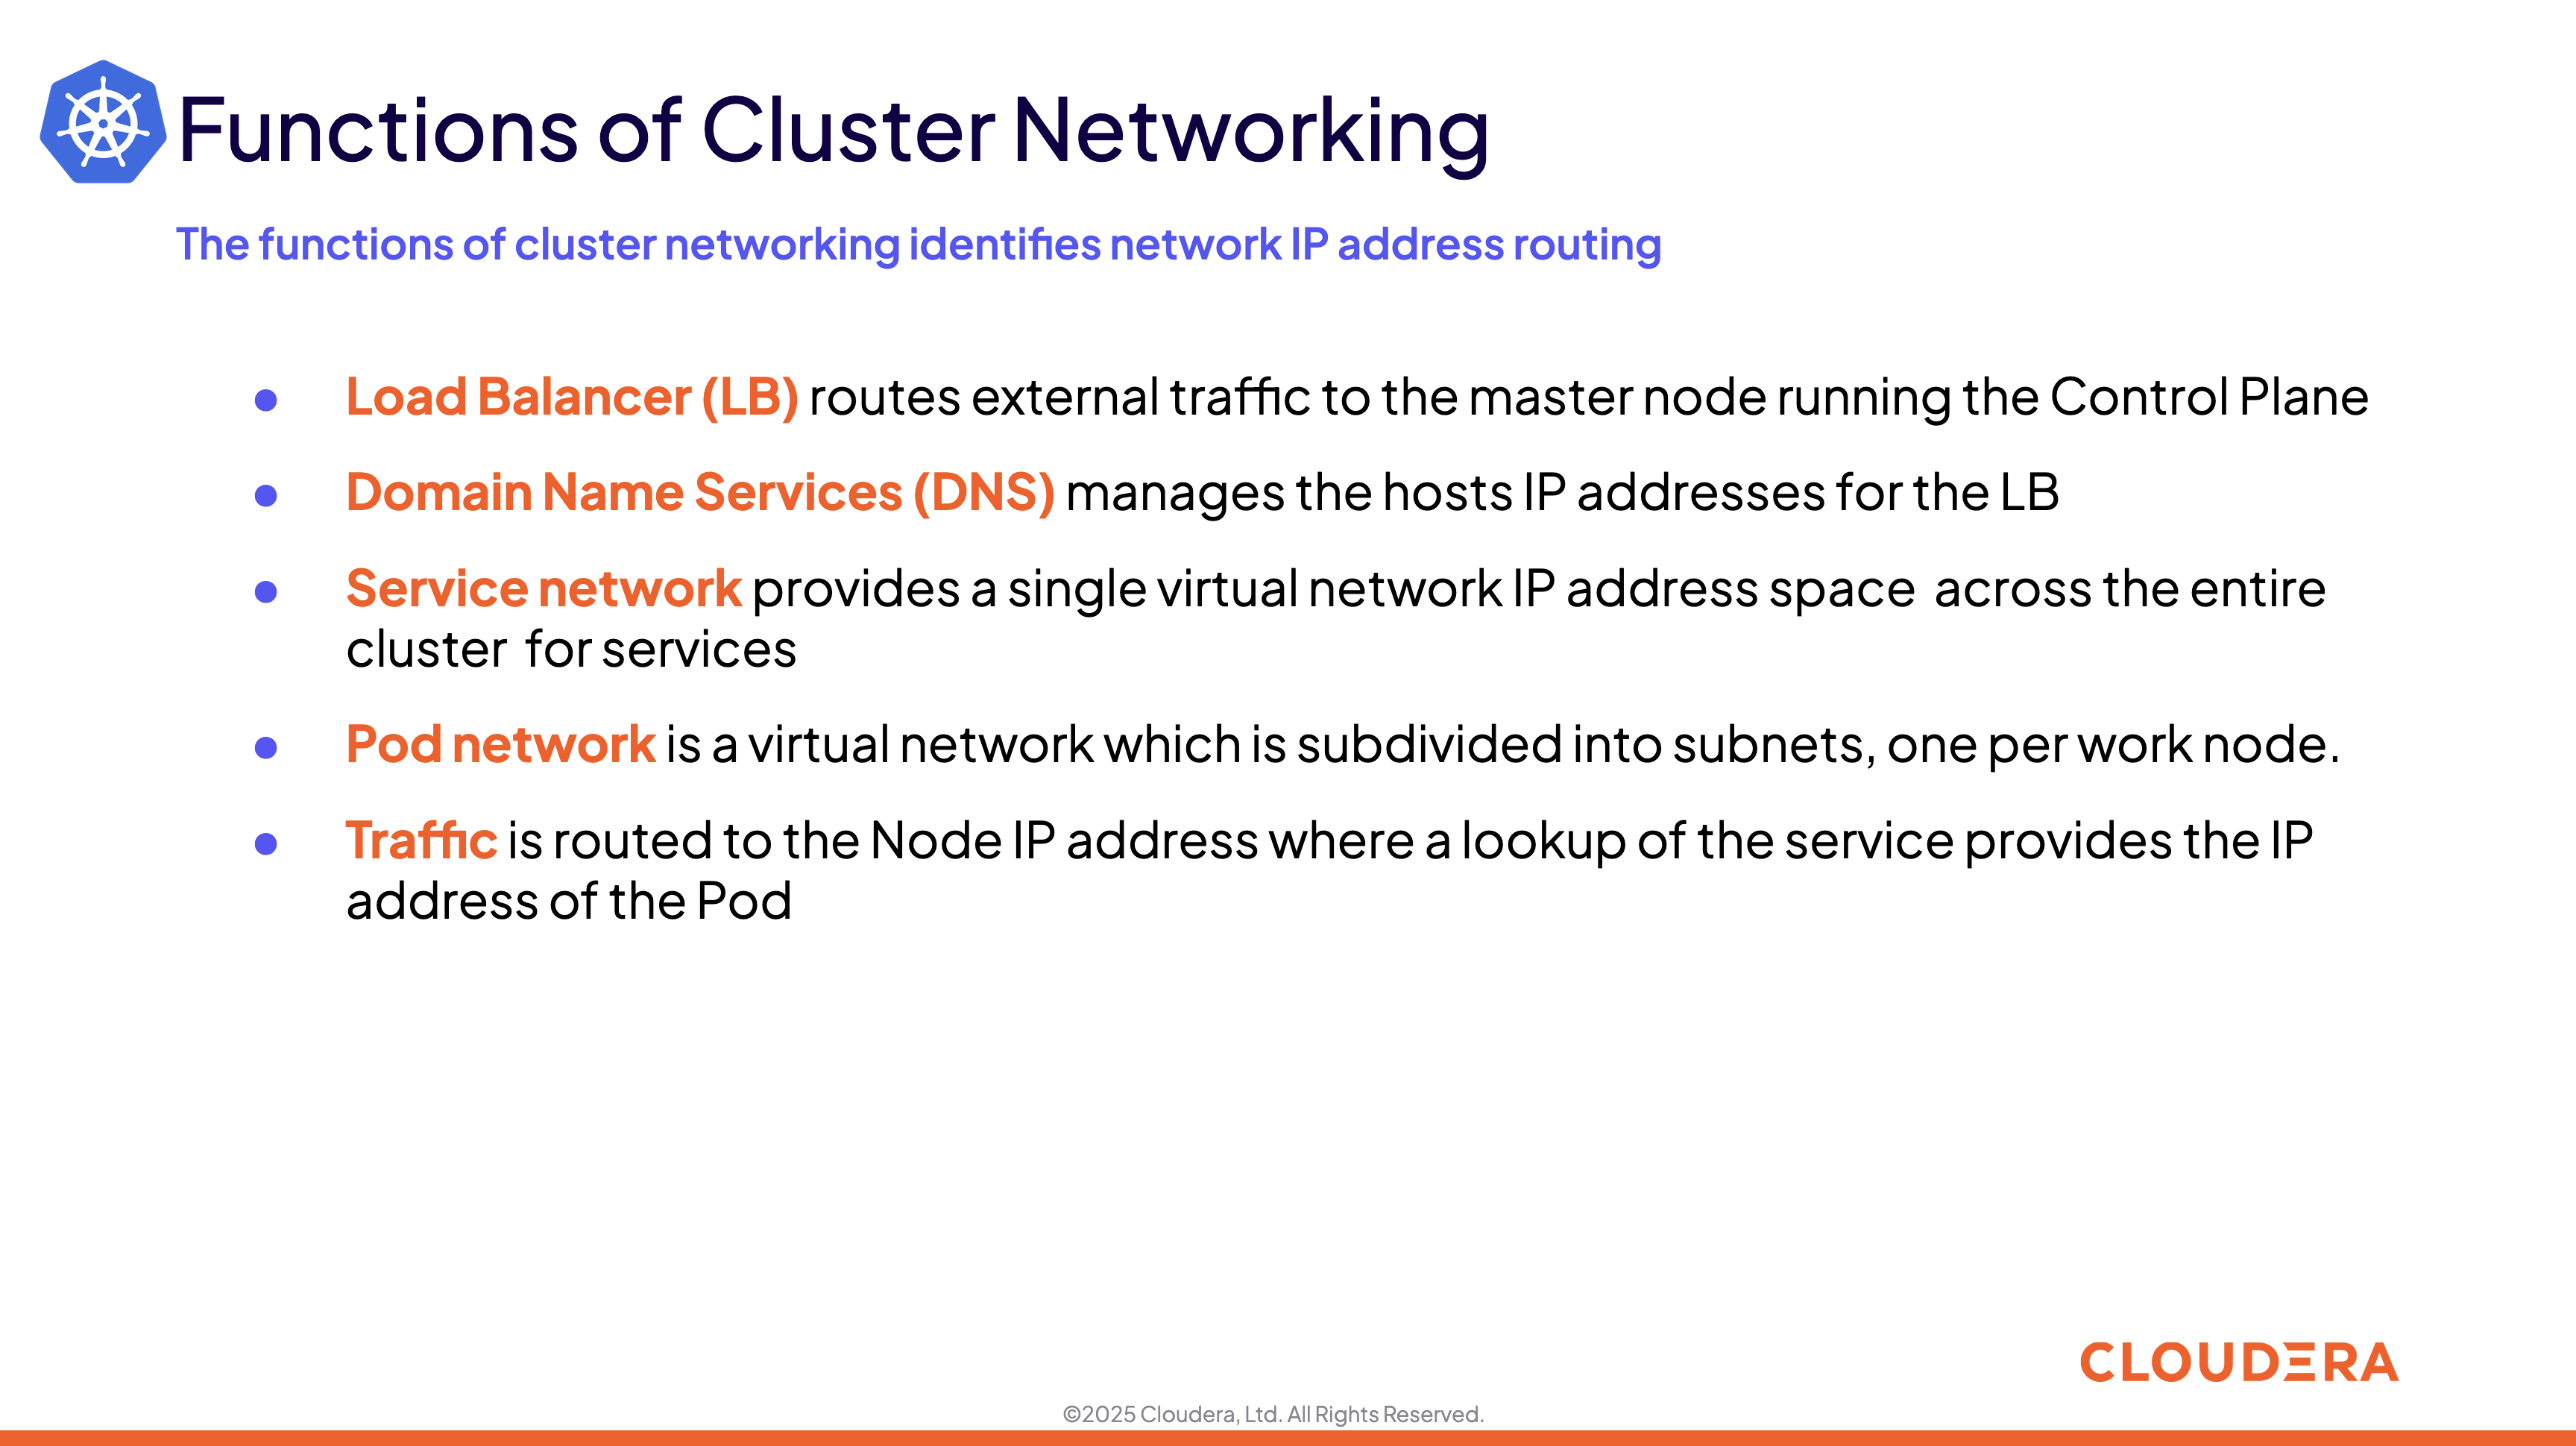 Functions of Cluster Networking
The functions of cluster networking identifies network IP address routing
● Load Balancer (LB) routes external traffic to the master node running the Control Plane
● Domain Name Services (DNS) manages the hosts IP addresses for the LB
● Service network provides a single virtual network IP address space  across the entire
cluster  for services
● Pod network is a virtual network which is subdivided into subnets, one per work node.
● Traffic is routed to the Node IP address where a lookup of the service provides the IP
address of the Pod
CLOUDERA
©2025 Cloudera, Ltd. All Rights Reserved.